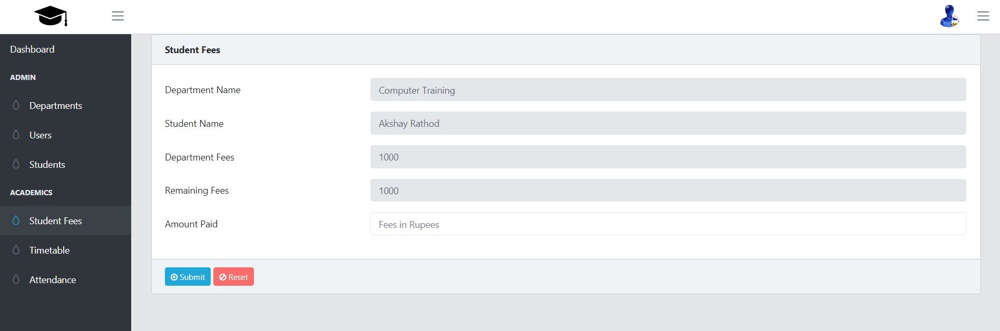 Dashboard
ADMIN
Departments
Users
Students
ACADEMICS
Student Fees
Timetable
Attendance
Student Fees
Department Name
Computer Training
Student Name
Akshay Rathod
Department Fees
1000
Remaining Fees
1000
Amount Paid
Fees in Rupees
Submit
Reset